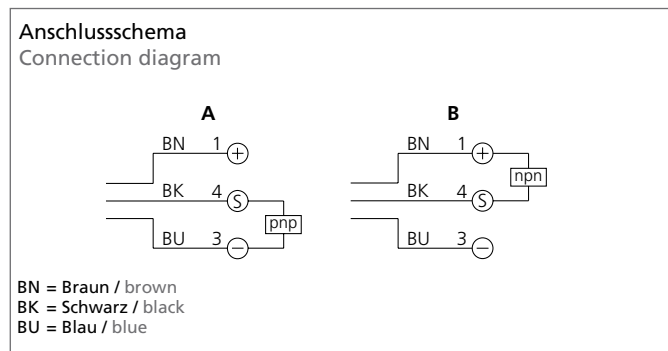 Anschlussschema
Connection diagram
A B
BN 1 + BN 1 +
npn
BK 4 S BK 4 S
pnp
BU 3 − BU 3 −
BN = Braun / brown
BK = Schwarz / black
BU = Blau / blue